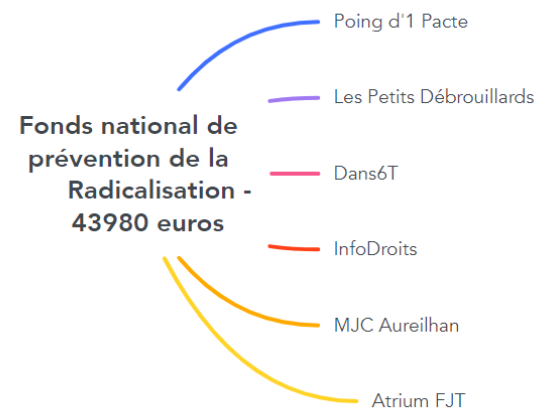 Fonds national de
prévention de la
Radicalisation -
43980 euros
Poing d'1 Pacte
Les Petits Débrouillards
Dans6T
InfoDroits
MJC Aureilhan
Atrium FJT